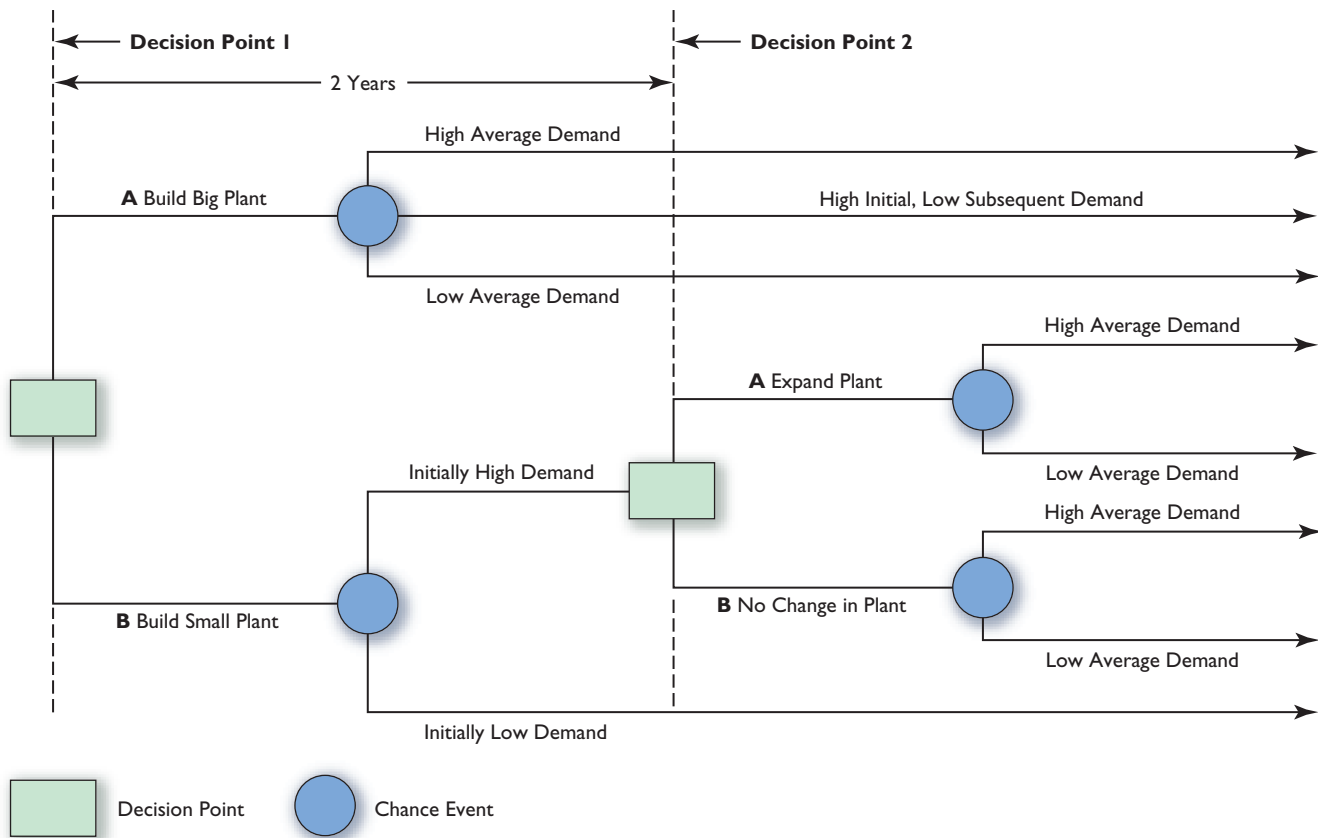 Decision Point 1
Decision Point 2
2 Years
High Average Demand
A Build Big Plant
High Initial, Low Subsequent Demand
Low Average Demand
High Average Demand
A Expand Plant
Initially High Demand
Low Average Demand
High Average Demand
B Build Small Plant
B No Change in Plant
Low Average Demand
Initially Low Demand
Decision Point
Chance Event